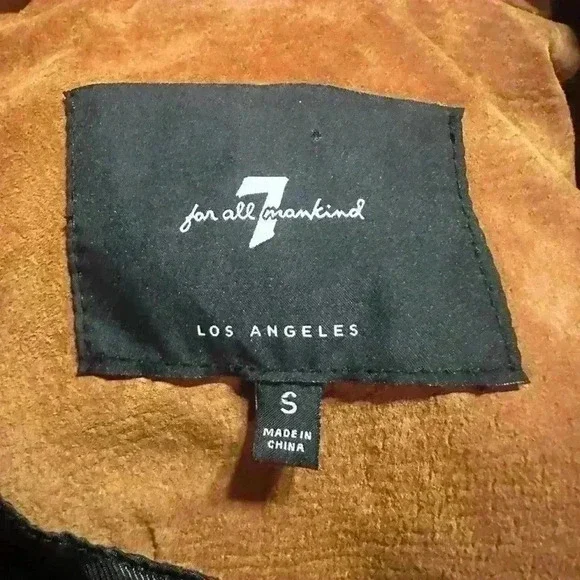 7
for all mankind
LOS ANGELES
S
MADE IN
CHINA